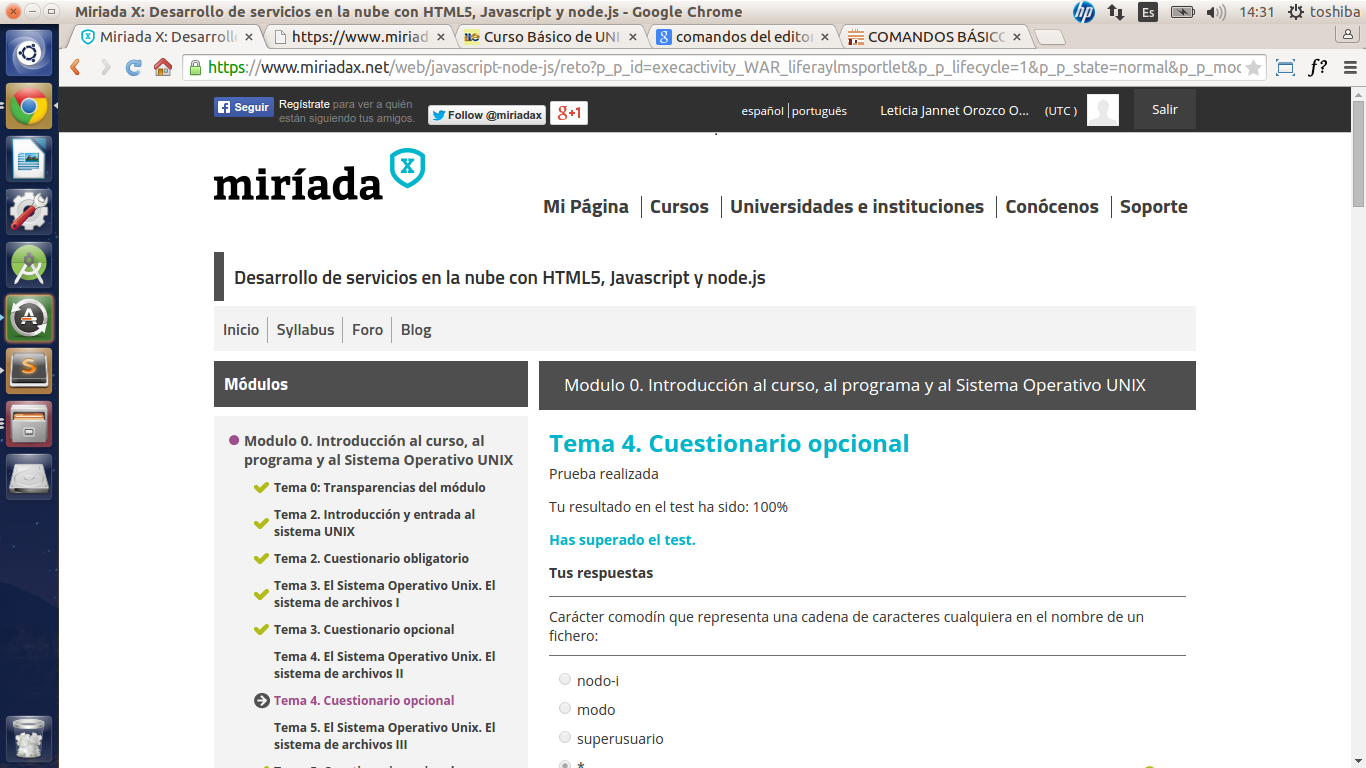 Miriada X: Desarrollo de servicios en la nube con HTML5, Javascript y node.js - Google Chrome
Es
14:31
toshiba
Miriada X: Desarroll
https://www.miriad
Curso Básico de UNI
comandos del editor
COMANDOS BÁSICO
https://www.miriadax.net/web/javascript-node-js/reto?p_p_id=execactivity_WAR_liferaylmsportlet&p_p_lifecycle=1&p_p_state=normal&p_p_mod
f?
Seguir
Regístrate para ver a quién
están siguiendo tus amigos.
Follow @miriadax
g+1
español
português
Leticia Jannet Orozco O...
(UTC )
Salir
miríada X
Mi Página
Cursos
Universidades e instituciones
Conócenos
Soporte
Desarrollo de servicios en la nube con HTML5, Javascript y node.js
Inicio
Syllabus
Foro
Blog
Módulos
Modulo 0. Introducción al curso, al
programa y al Sistema Operativo UNIX
Tema 0: Transparencias del módulo
Tema 2. Introducción y entrada al
sistema UNIX
Tema 2. Cuestionario obligatorio
Tema 3. El Sistema Operativo Unix. El
sistema de archivos I
Tema 3. Cuestionario opcional
Tema 4. El Sistema Operativo Unix. El
sistema de archivos II
Tema 4. Cuestionario opcional
Tema 5. El Sistema Operativo Unix. El
sistema de archivos III
Modulo 0. Introducción al curso, al programa y al Sistema Operativo UNIX
Tema 4. Cuestionario opcional
Prueba realizada
Tu resultado en el test ha sido: 100%
Has superado el test.
Tus respuestas
Carácter comodín que representa una cadena de caracteres cualquiera en el nombre de un
fichero:
nodo-i
modo
superusuario
*